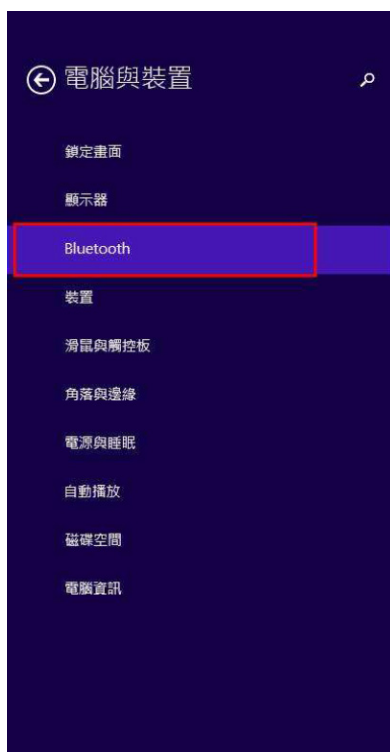 電腦與裝置
鎖定畫面
顯示器
Bluetooth
裝置
滑鼠與觸控板
角落與邊緣
電源與睡眠
自動播放
磁碟空間
電腦資訊